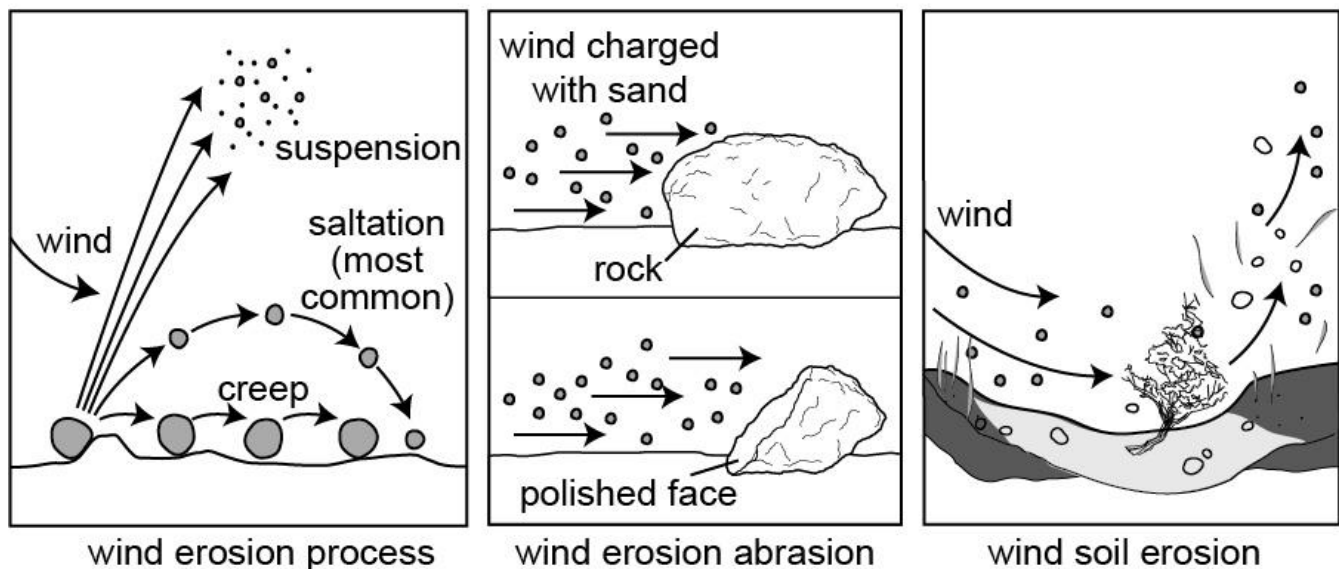 suspension
wind
saltation
(most
common)
creep
wind erosion process
wind charged
with sand
rock
polished face
wind erosion abrasion
wind
wind soil erosion